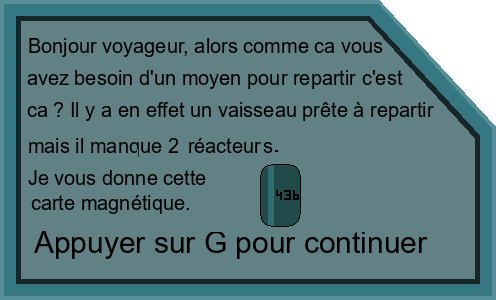 Bonjour voyageur, alors comme ca vous
avez besoin d'un moyen pour repartir c'est
ca ? Il y a en effet un vaisseau prête à repartir
mais il manque 2 réacteurs.
Je vous donne cette
carte magnétique.
436
Appuyer sur G pour continuer